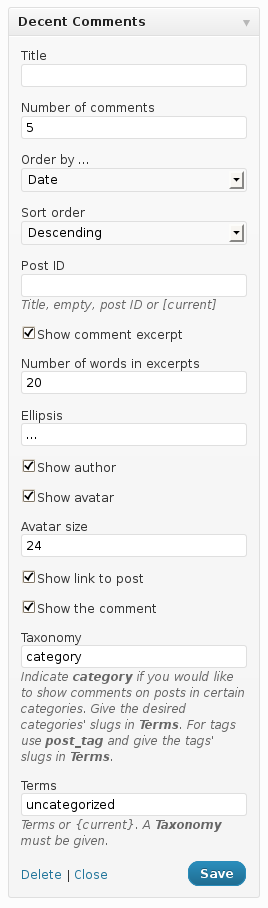 Decent Comments
Title
Number of comments
5
Order by ...
Date
Sort order
Descending
Post ID
Title, empty, post ID or [current]
Show comment excerpt
Number of words in excerpts
20
Ellipsis
...
Show author
Show avatar
Avatar size
24
Show link to post
Show the comment
Taxonomy
category
Indicate category if you would like
to show comments on posts in certain
categories. Give the desired
categories' slugs in Terms. For tags
use post_tag and give the tags'
slugs in Terms.
Terms
uncategorized
Terms or {current}. A Taxonomy
must be given.
Delete | Close Save